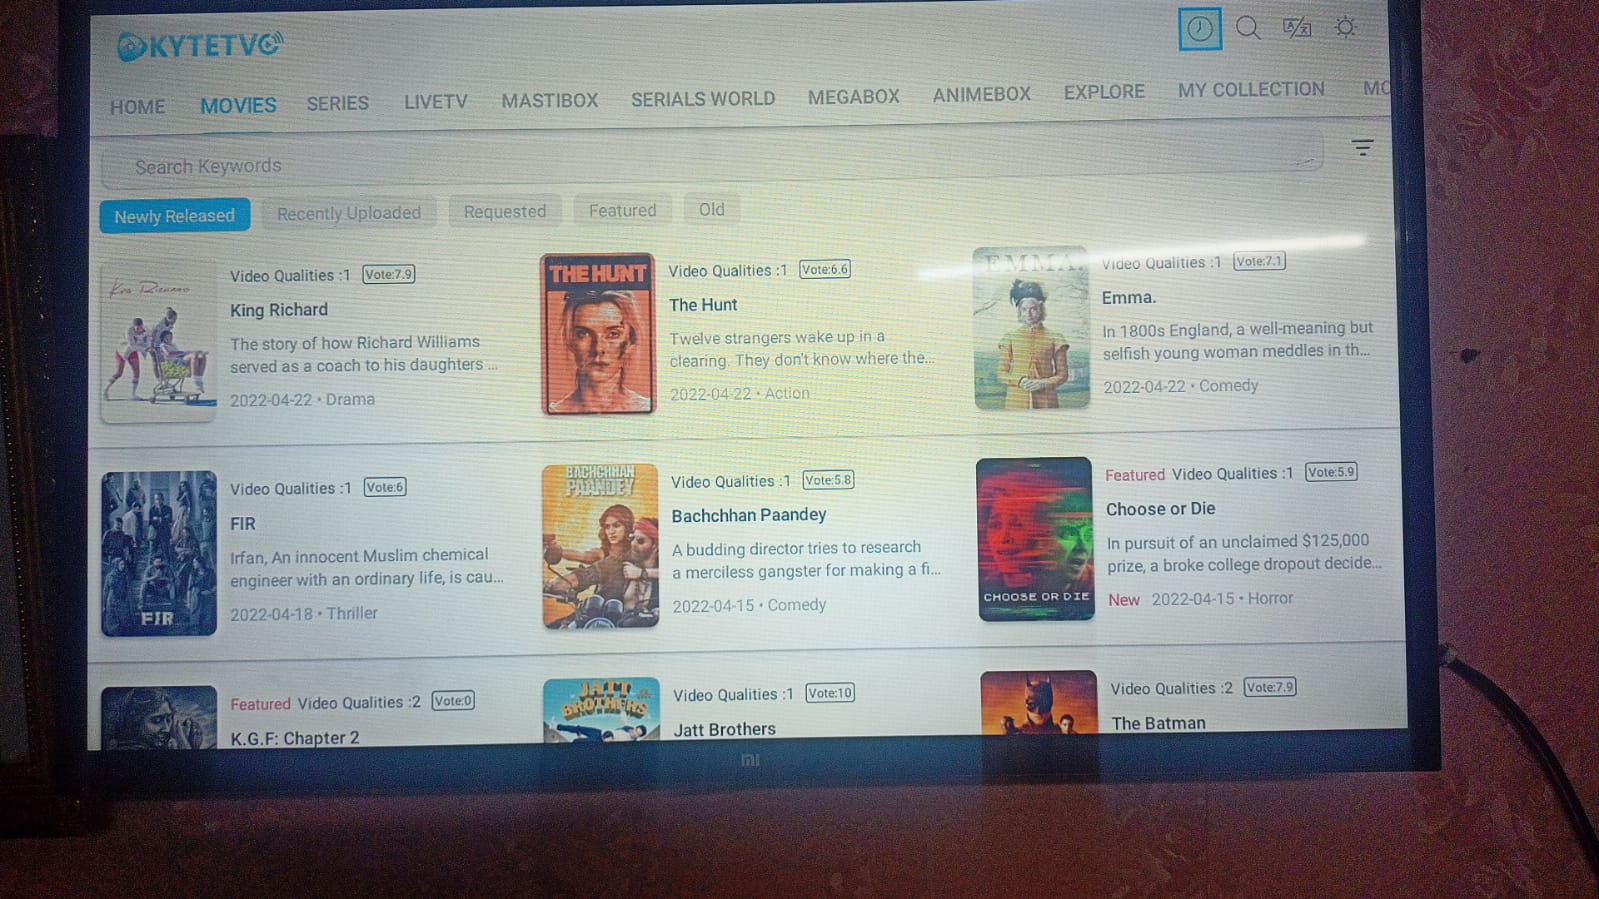 KYTETV
HOME MOVIES SERIES LIVETV MASTIBOX SERIALS WORLD MEGABOX ANIMEBOX EXPLORE MY COLLECTION MO
Search Keywords
Newly Released Recently Uploaded Requested Featured Old
King Richard
Video Qualities :1 Vote:7.9
King Richard
The story of how Richard Williams
served as a coach to his daughters ...
2022-04-22 • Drama
THE HUNT
Video Qualities :1 Vote:6.6
The Hunt
Twelve strangers wake up in a
clearing. They don't know where the...
2022-04-22 • Action
EMMA.
Video Qualities :1 Vote:7.1
Emma.
In 1800s England, a well-meaning but
selfish young woman meddles in th...
2022-04-22 • Comedy
FIR
Video Qualities :1 Vote:6
FIR
Irfan, An innocent Muslim chemical
engineer with an ordinary life, is cau...
2022-04-18 • Thriller
BACHCHHAN
PAANDEY
Video Qualities :1 Vote:5.8
Bachchhan Paandey
A budding director tries to research
a merciless gangster for making a fi...
2022-04-15 • Comedy
CHOOSE OR DIE
Featured Video Qualities :1 Vote:5.9
Choose or Die
In pursuit of an unclaimed $125,000
prize, a broke college dropout decide...
New 2022-04-15 • Horror
Featured Video Qualities :2 Vote:0
K.G.F: Chapter 2
JATT
BROTHERS
Video Qualities :1 Vote:10
Jatt Brothers
Video Qualities :2 Vote:7.9
The Batman
mi